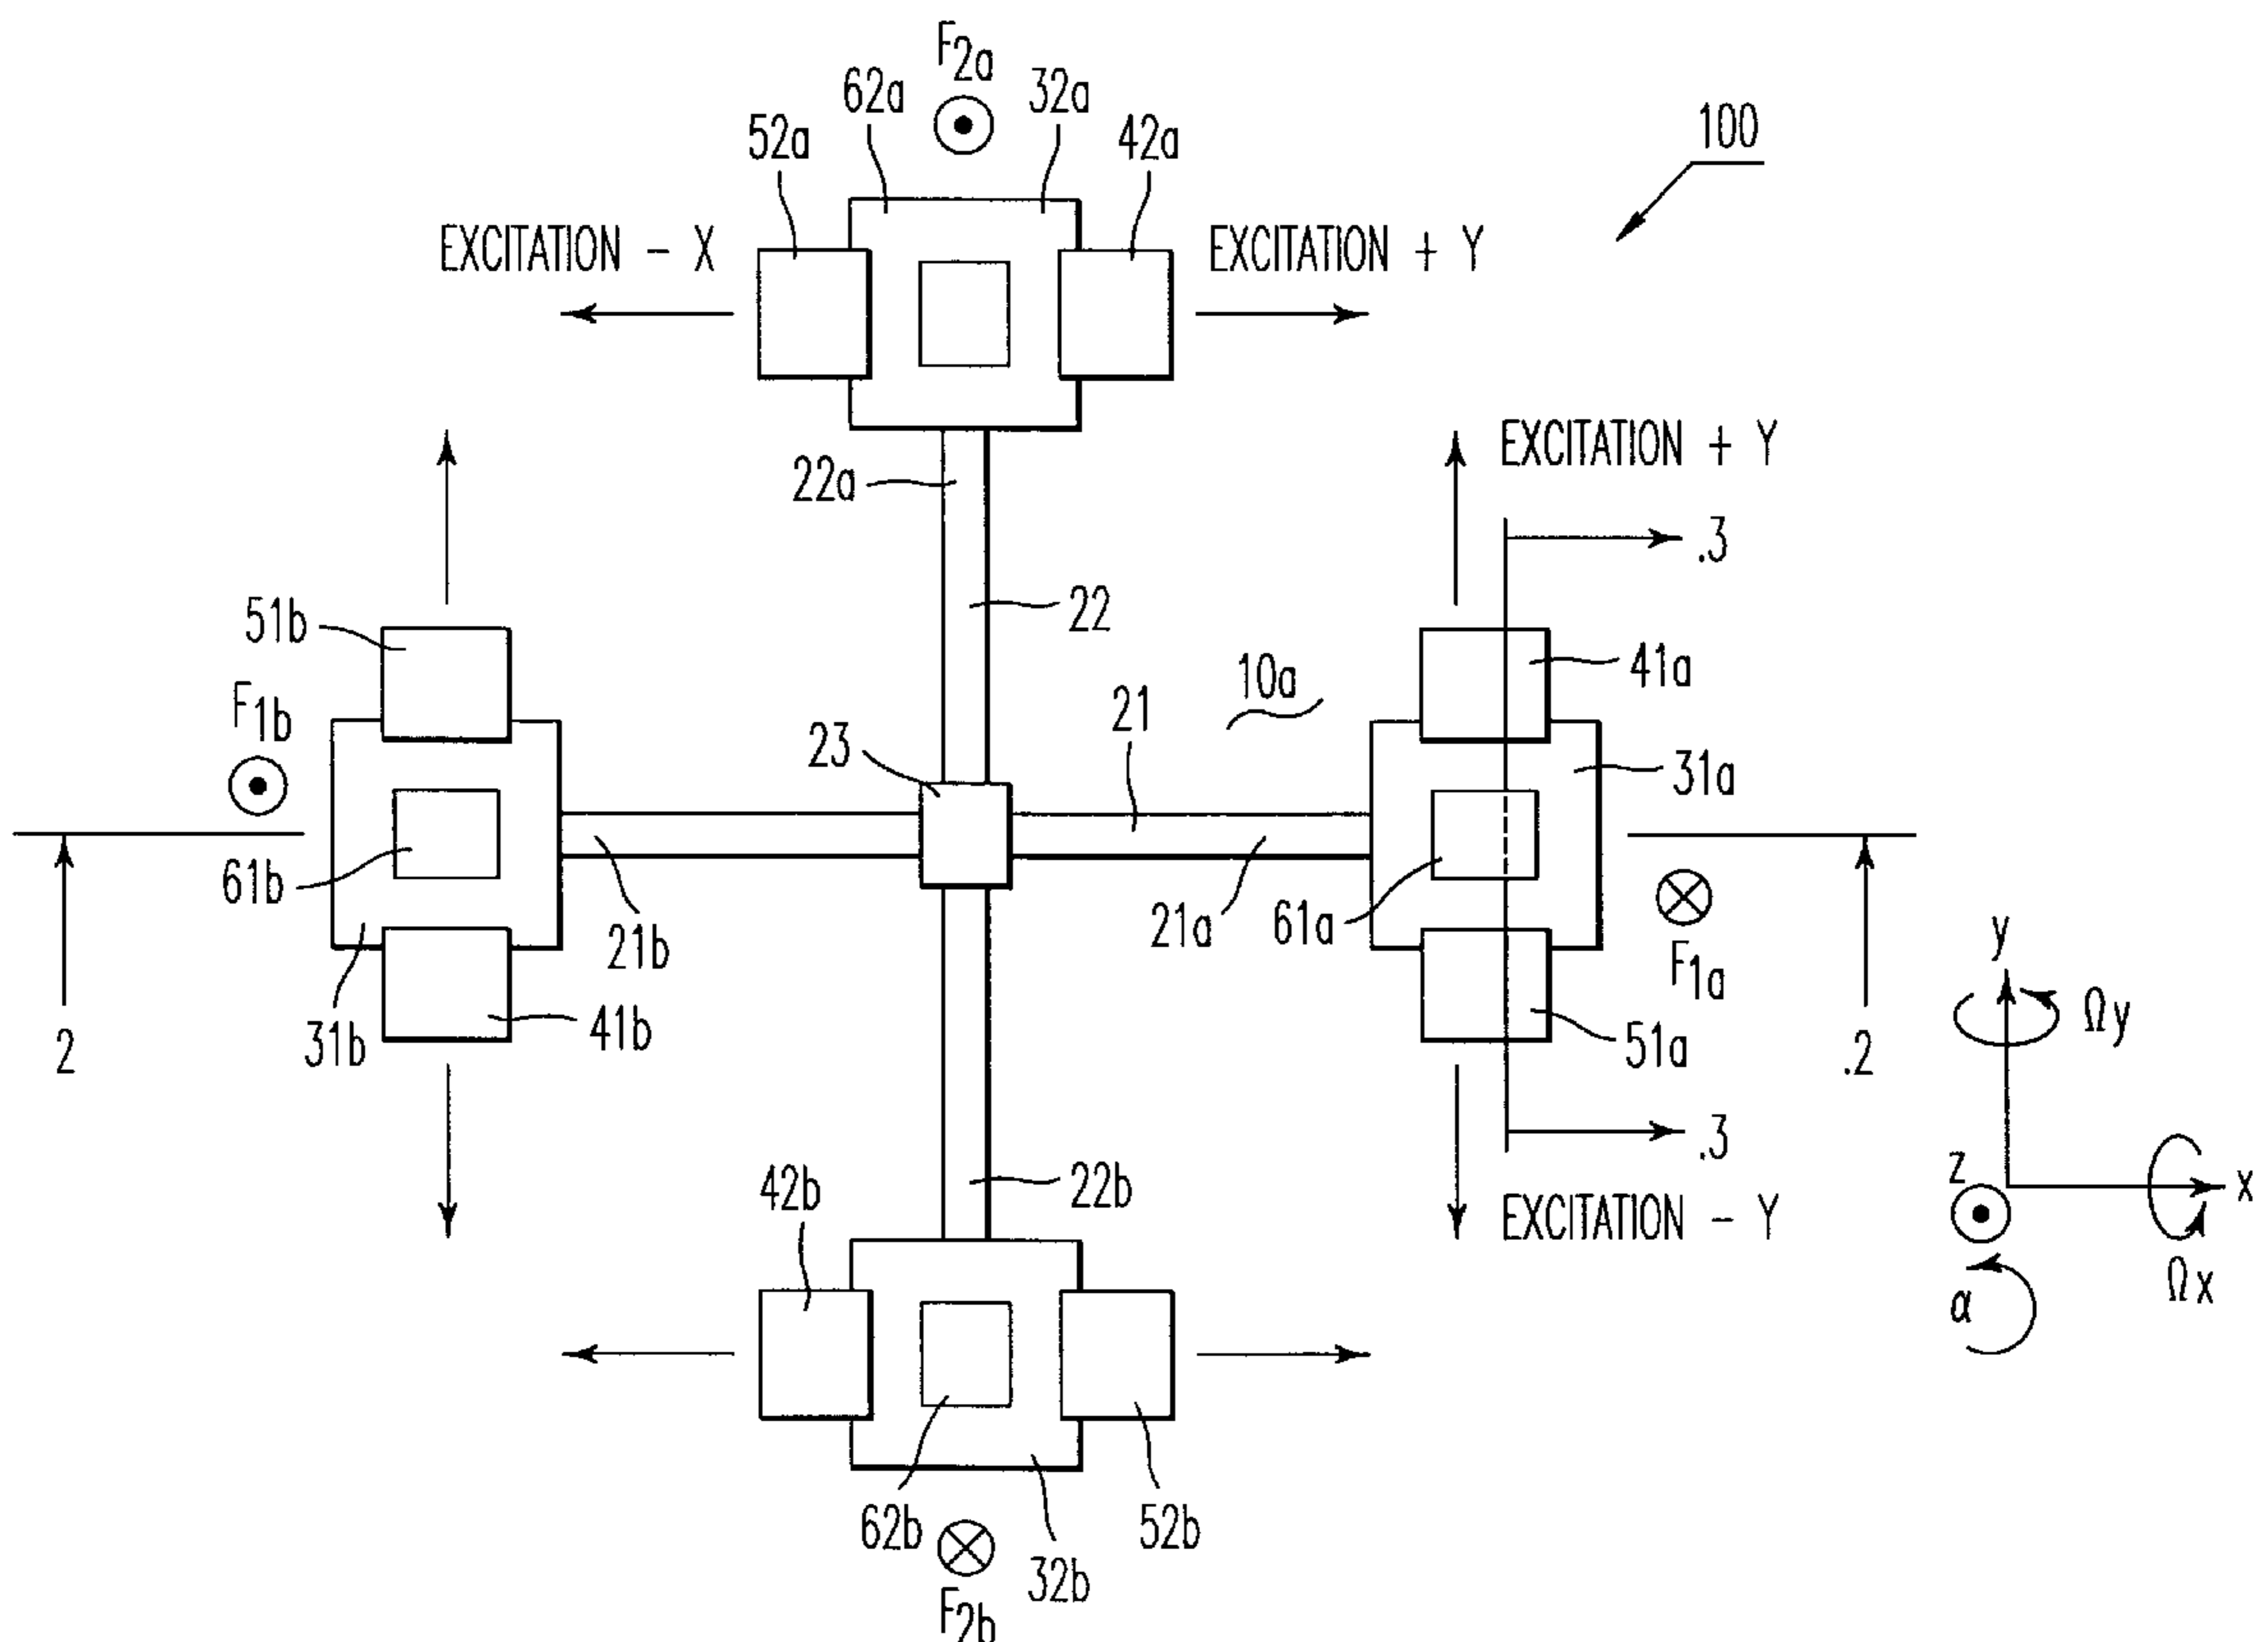 F2a
62a
32a
52a
42a
100
EXCITATION - X
EXCITATION + Y
22a
EXCITATION + Y
.3
22
51b
41a
10a
F1b
21
23
31a
61b
21b
21a
61a
F1a
y
Ωy
2
31b
41b
51a
.2
.3
42b
22b
z
x
EXCITATION - Y
Ωx
α
62b
52b
32b
F2b